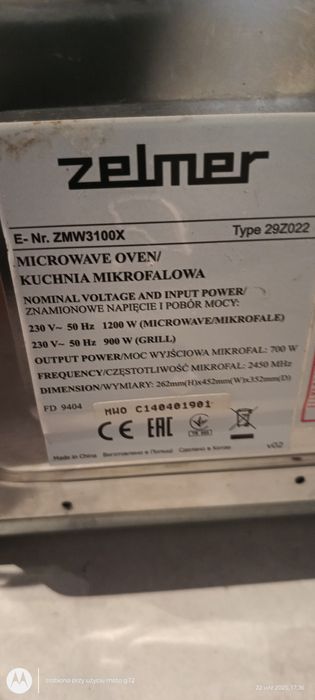 zelmer
E- Nr. ZMW3100X Type 29Z022
MICROWAVE OVEN/
KUCHNIA MIKROFALOWA
NOMINAL VOLTAGE AND INPUT POWER/
ZNAMIONOWE NAPIĘCIE I POBÓR MOCY:
230 V~ 50 Hz 1200 W (MICROWAVE/MIKROFALE)
230 V~ 50 Hz 900 W (GRILL)
OUTPUT POWER/MOC WYJŚCIOWA MIKROFAL: 700 W
FREQUENCY/CZĘSTOTLIWOŚĆ MIKROFAL: 2450 MHz
DIMENSION/WYMIARY: 262mm(H)x452mm(W)x352mm(D)
FD 9404 MWO C140401901
CE EAC
Made in China
v02
zrobiono przy użyciu moto g72